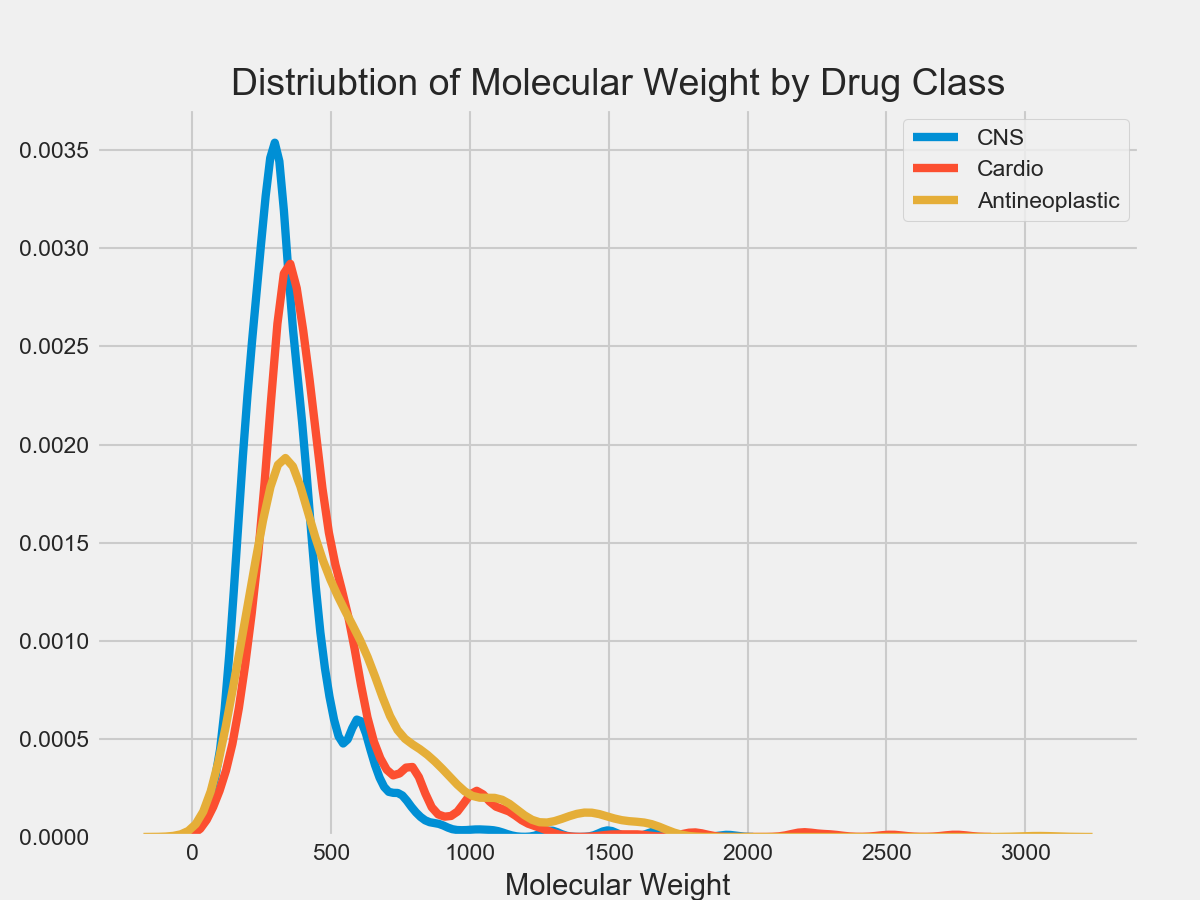 Distriubtion of Molecular Weight by Drug Class
CNS
Cardio
Antineoplastic
0.0035
0.0030
0.0025
0.0020
0.0015
0.0010
0.0005
0.0000
0 500 1000 1500 2000 2500 3000
Molecular Weight